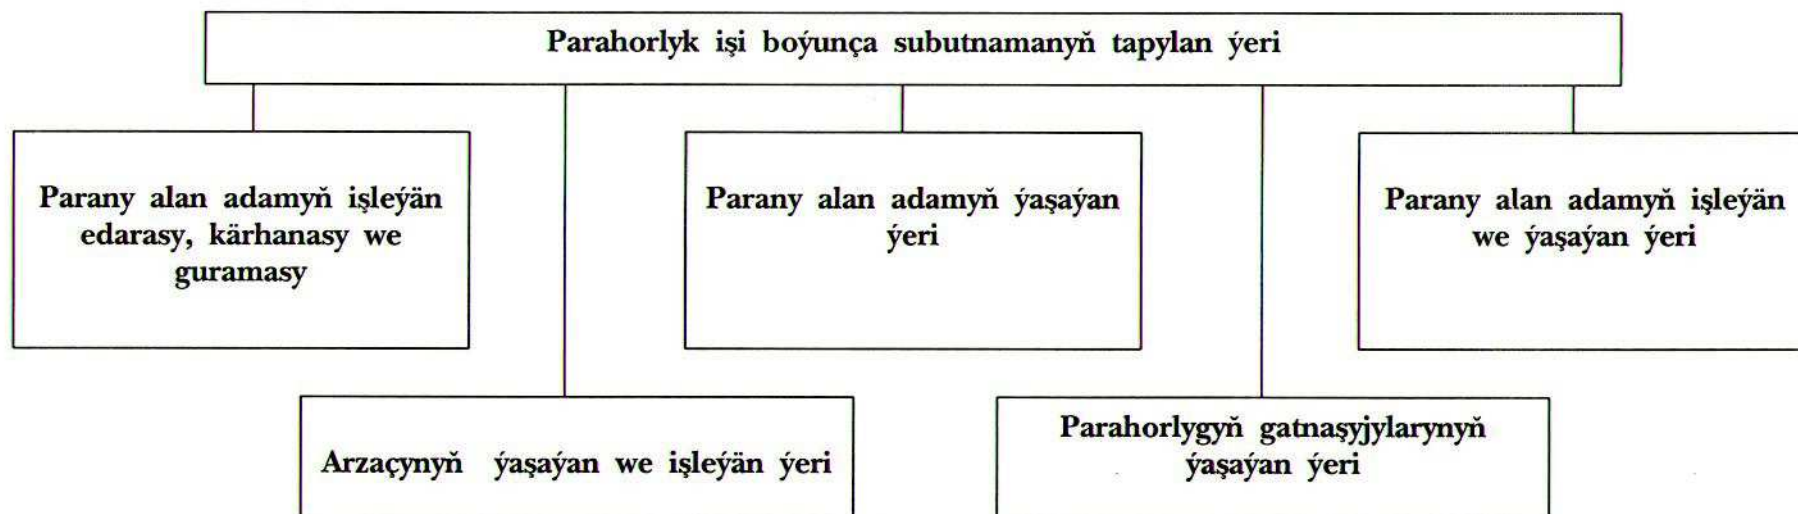 Parahorlyk işi boýunça subutnamanyň tapylan ýeri
Parany alan adamyň işleýän
edarasy, kärhanasy we
guramasy
Parany alan adamyň ýaşaýan
ýeri
Parany alan adamyň işleýän
we ýaşaýan ýeri
Arzaçynyň ýaşaýan we işleýän ýeri
Parahorlygyň gatnaşyjylarynyň
ýaşaýan ýeri